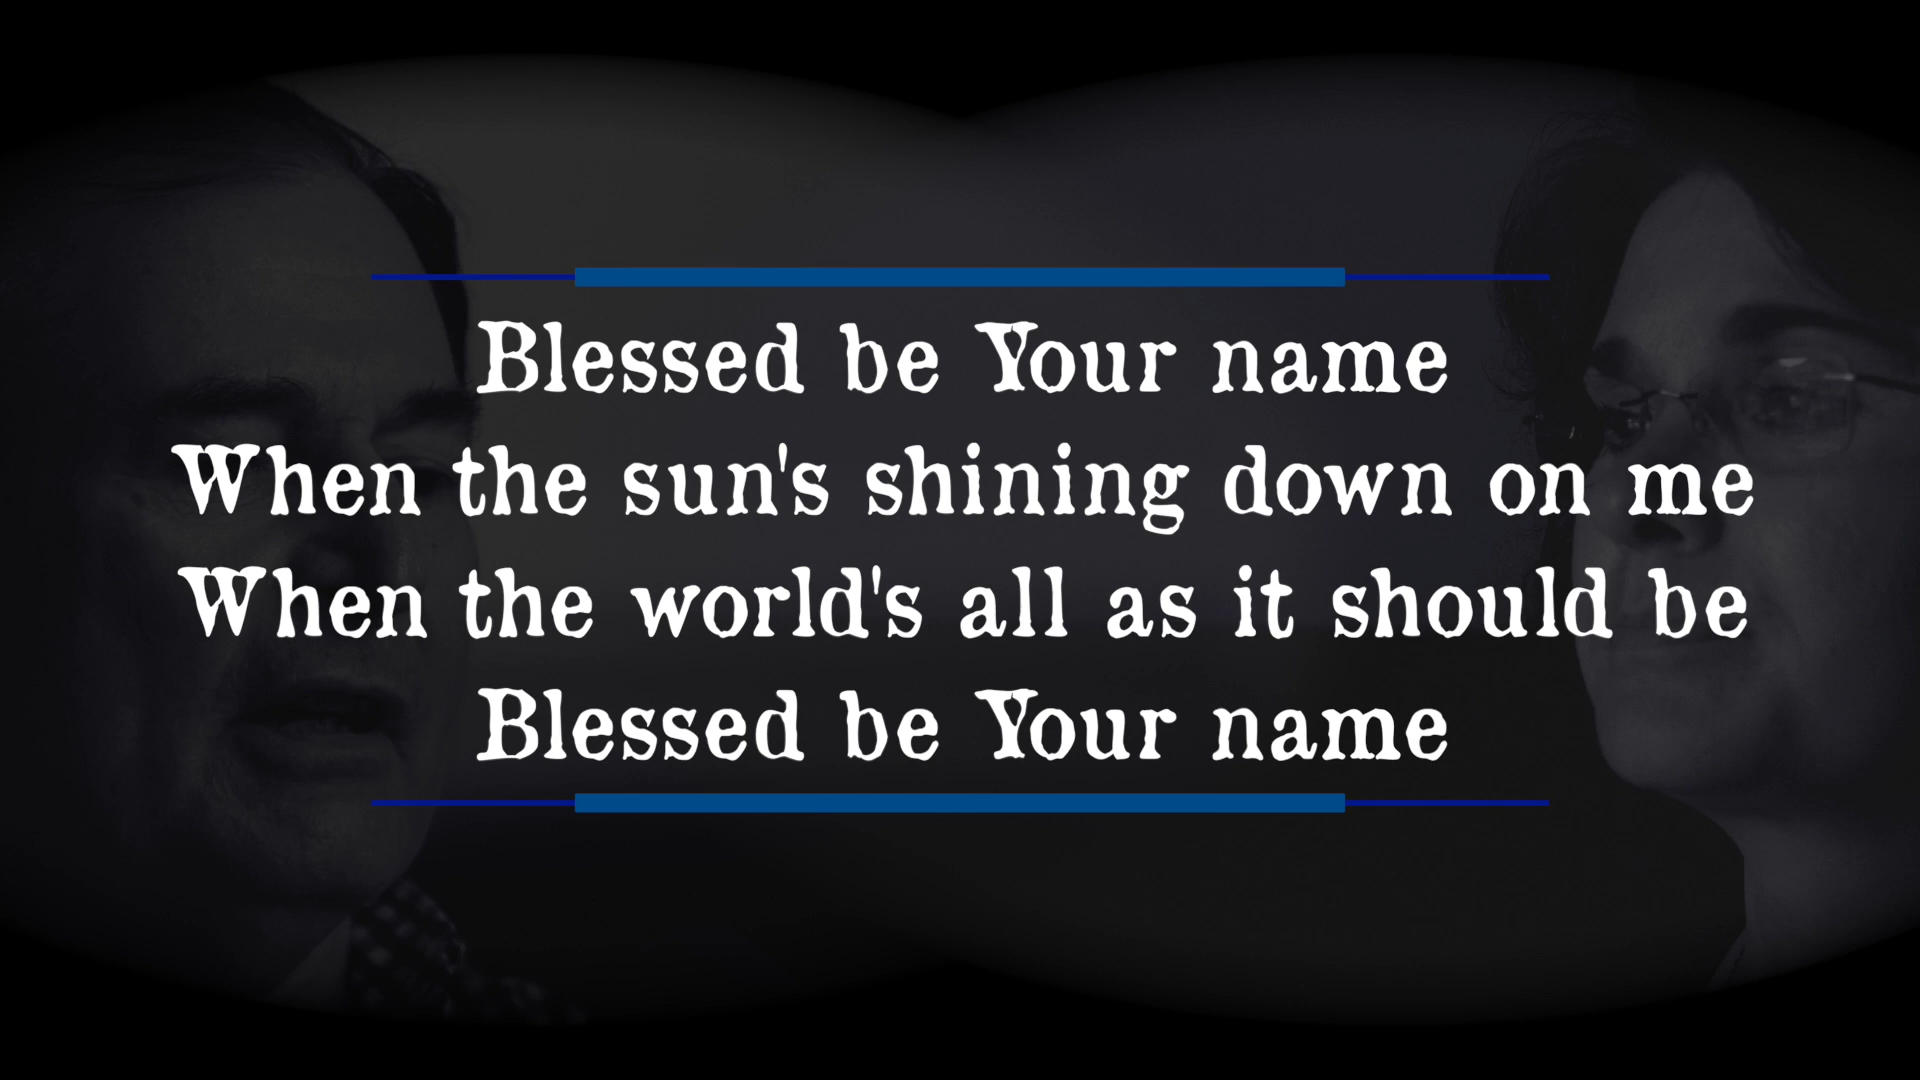 Blessed be Your name
When the sun's shining down on me
When the world's all as it should be
Blessed be Your name